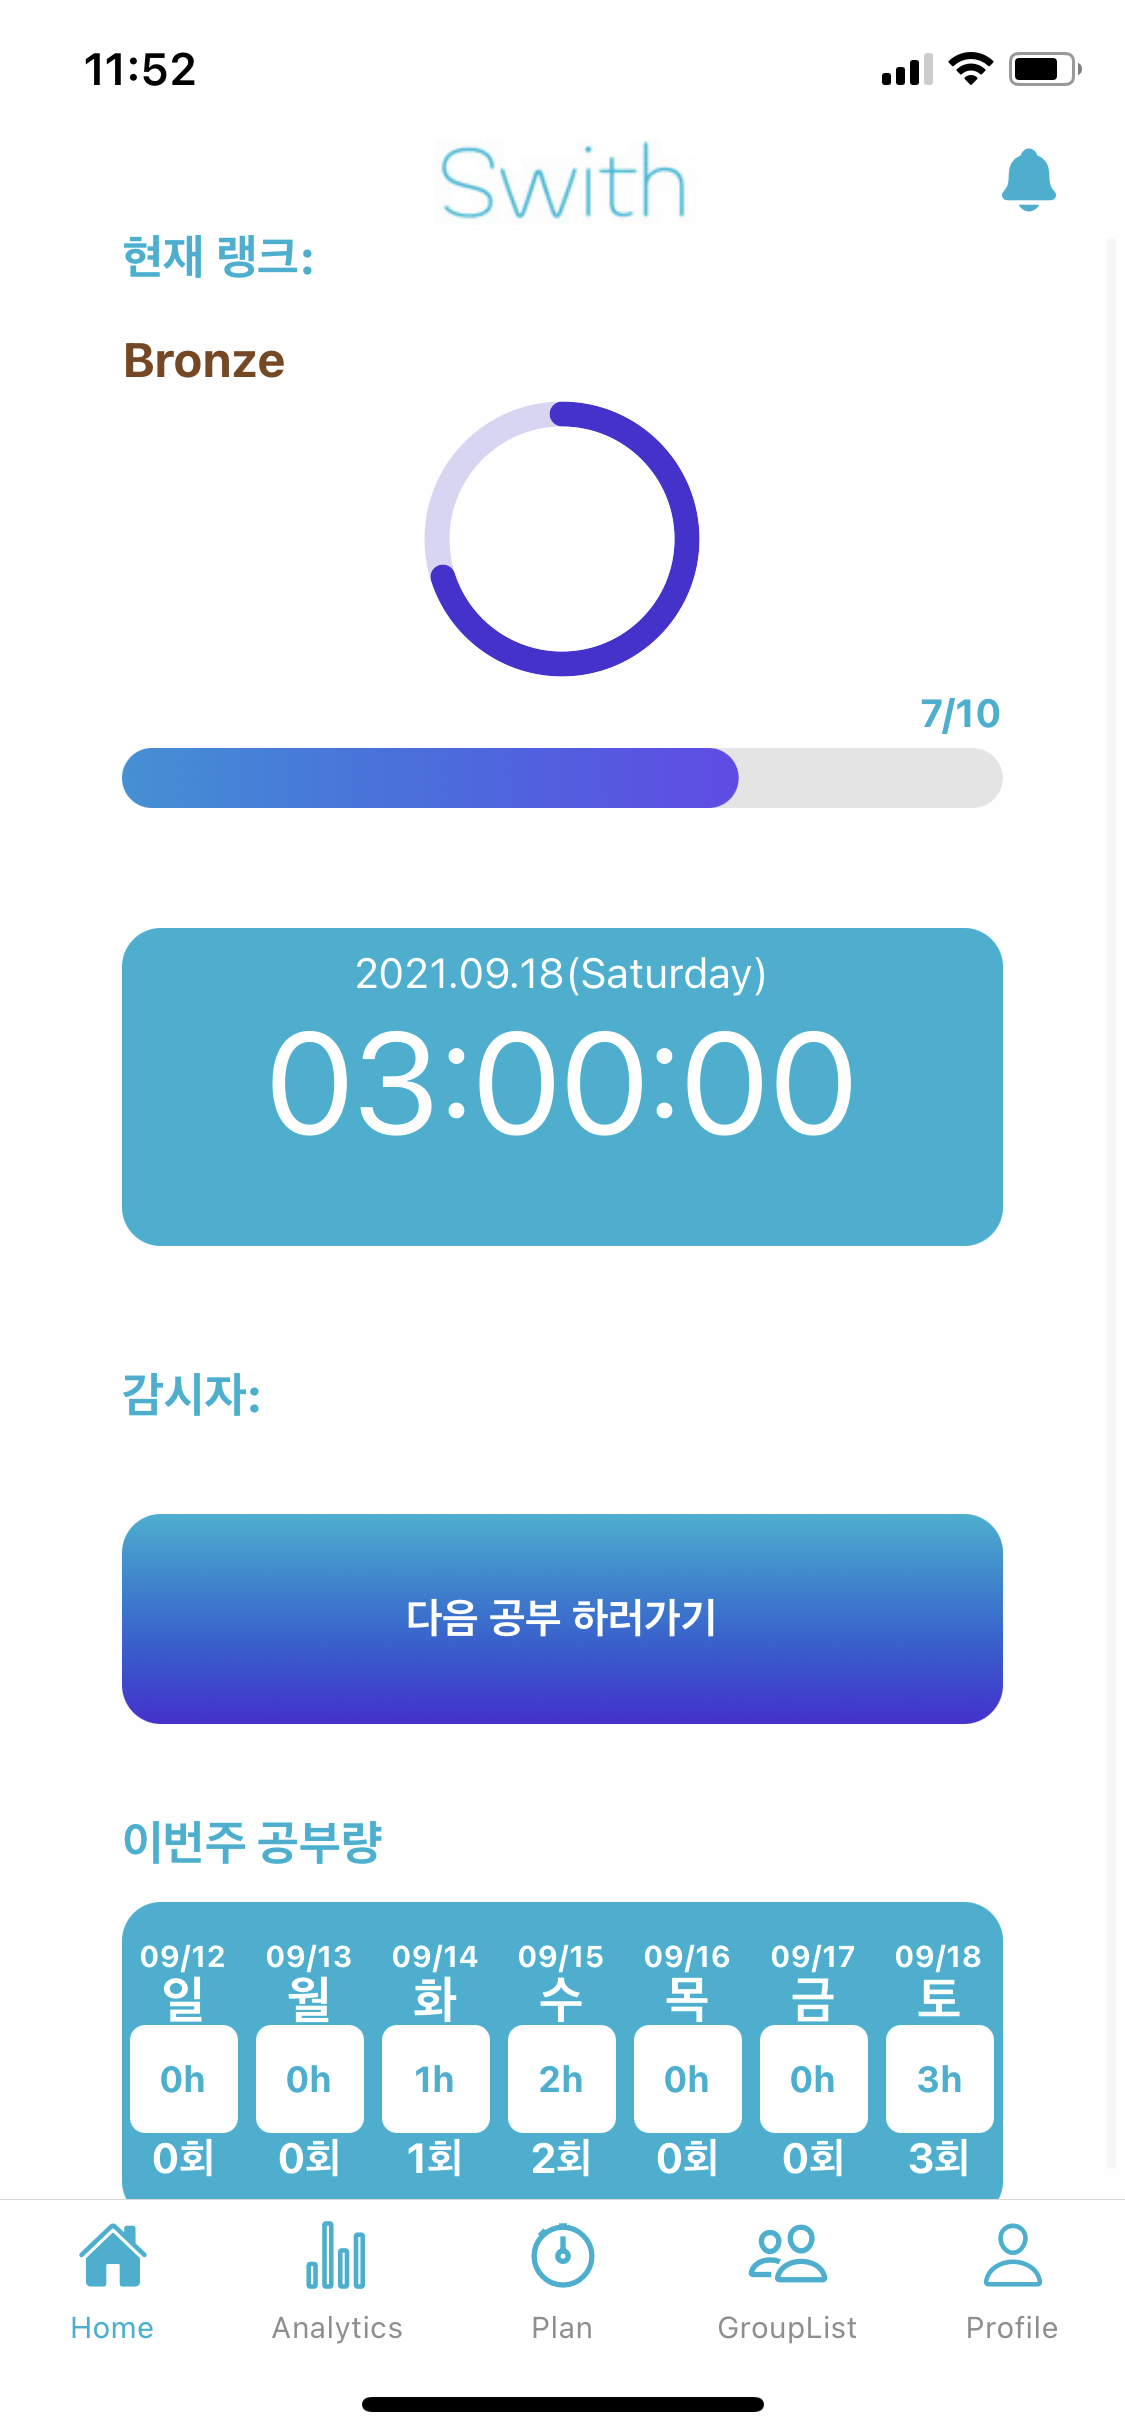 11:52
Swith
현재 랭크:
Bronze
7/10
2021.09.18(Saturday)
03:00:00
감시자:
다음 공부 하러가기
이번주 공부량
09/12 09/13 09/14 09/15 09/16 09/17 09/18
일 월 화 수 목 금 토
0h 0h 1h 2h 0h 0h 3h
0회 0회 1회 2회 0회 0회 3회
Home Analytics Plan GroupList Profile